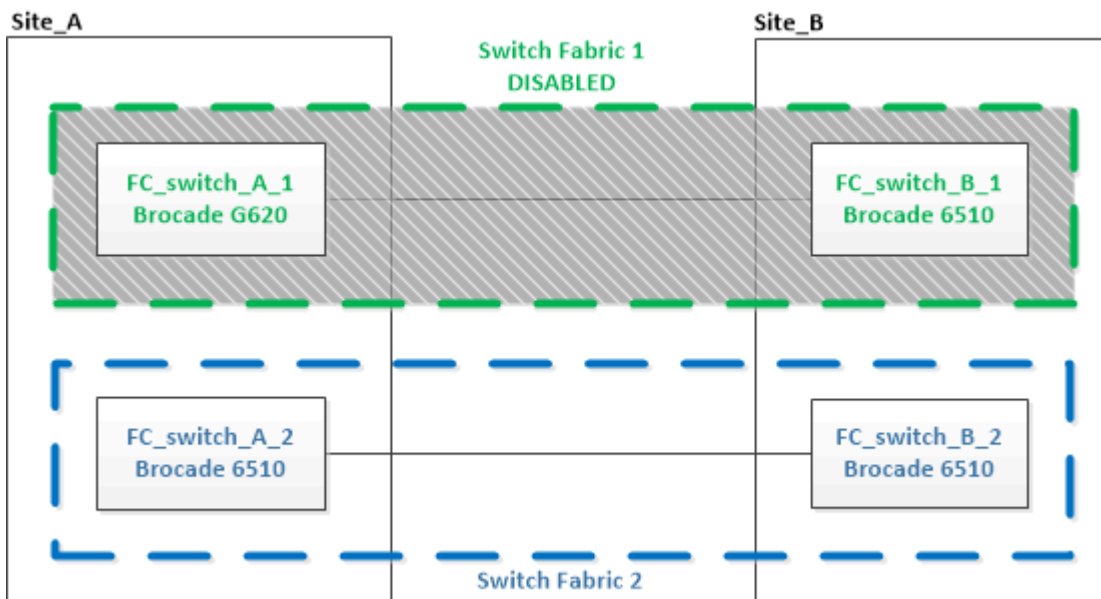 Site_A
Site_B
Switch Fabric 1
DISABLED
FC_switch_A_1
Brocade G620
FC_switch_B_1
Brocade 6510
FC_switch_A_2
Brocade 6510
FC_switch_B_2
Brocade 6510
Switch Fabric 2